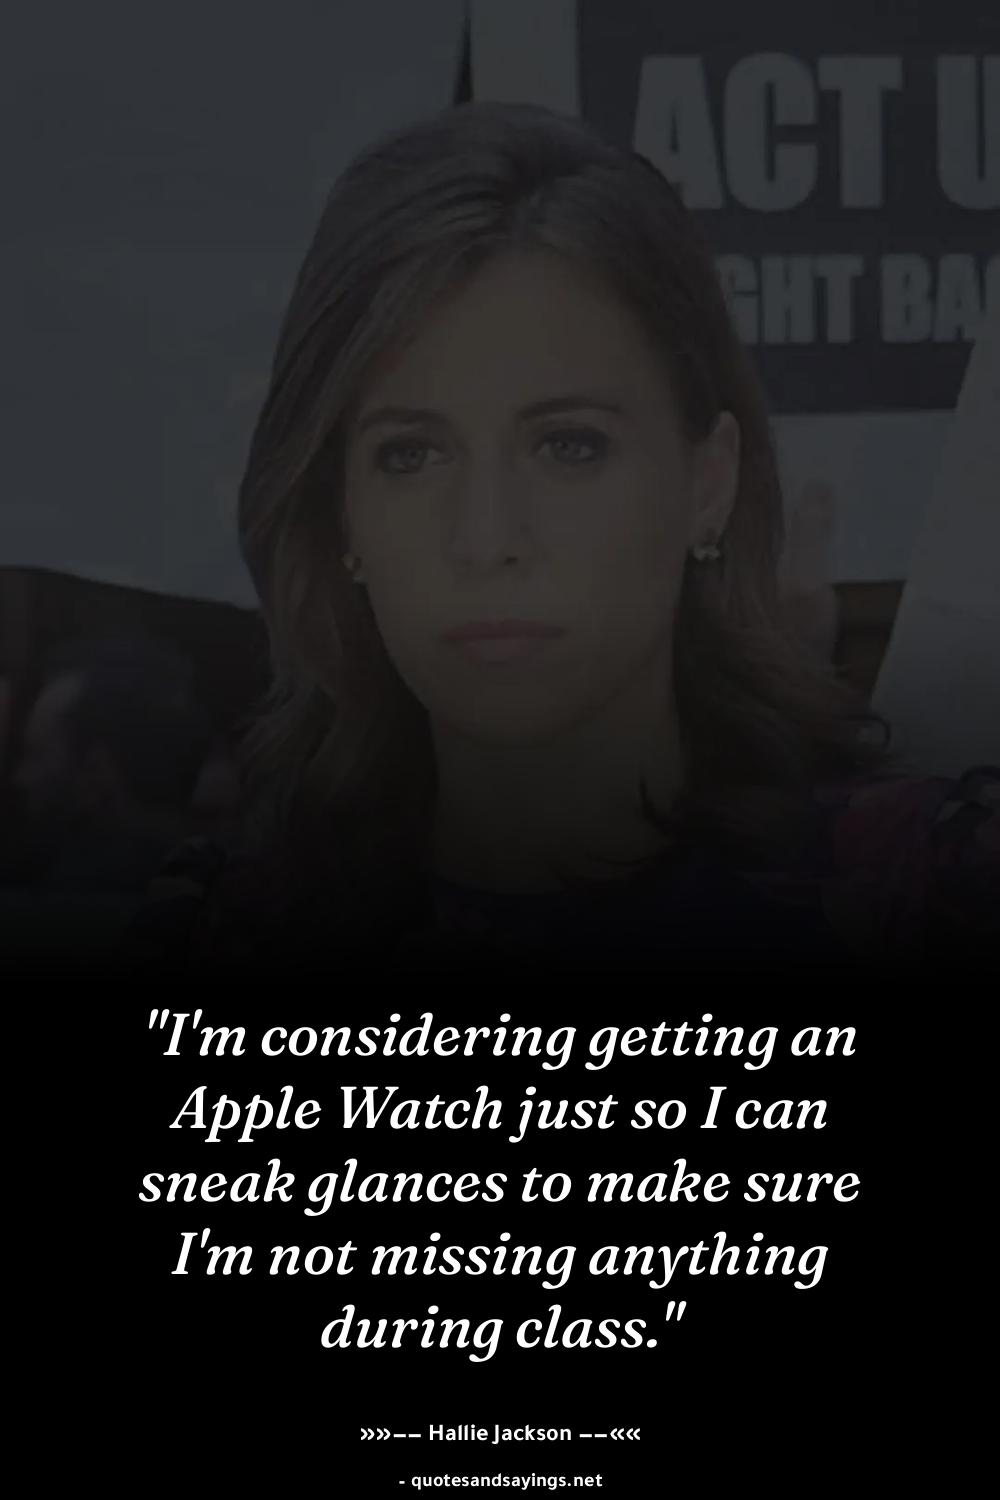 ACT U
GHT BAC
"I'm considering getting an
Apple Watch just so I can
sneak glances to make sure
I'm not missing anything
during class."
»»—— Hallie Jackson ——««
- quotesandsayings.net